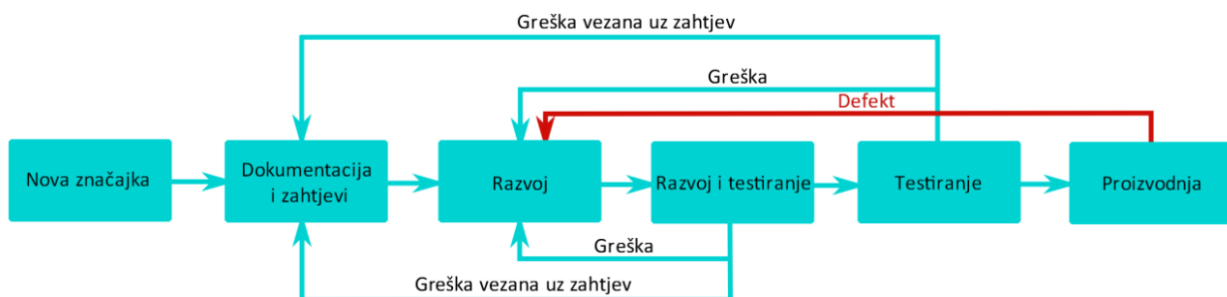 Greška vezana uz zahtjev
Greška
Defekt
Nova značajka
Dokumentacija
i zahtjevi
Razvoj
Razvoj i testiranje
Testiranje
Proizvodnja
Greška
Greška vezana uz zahtjev